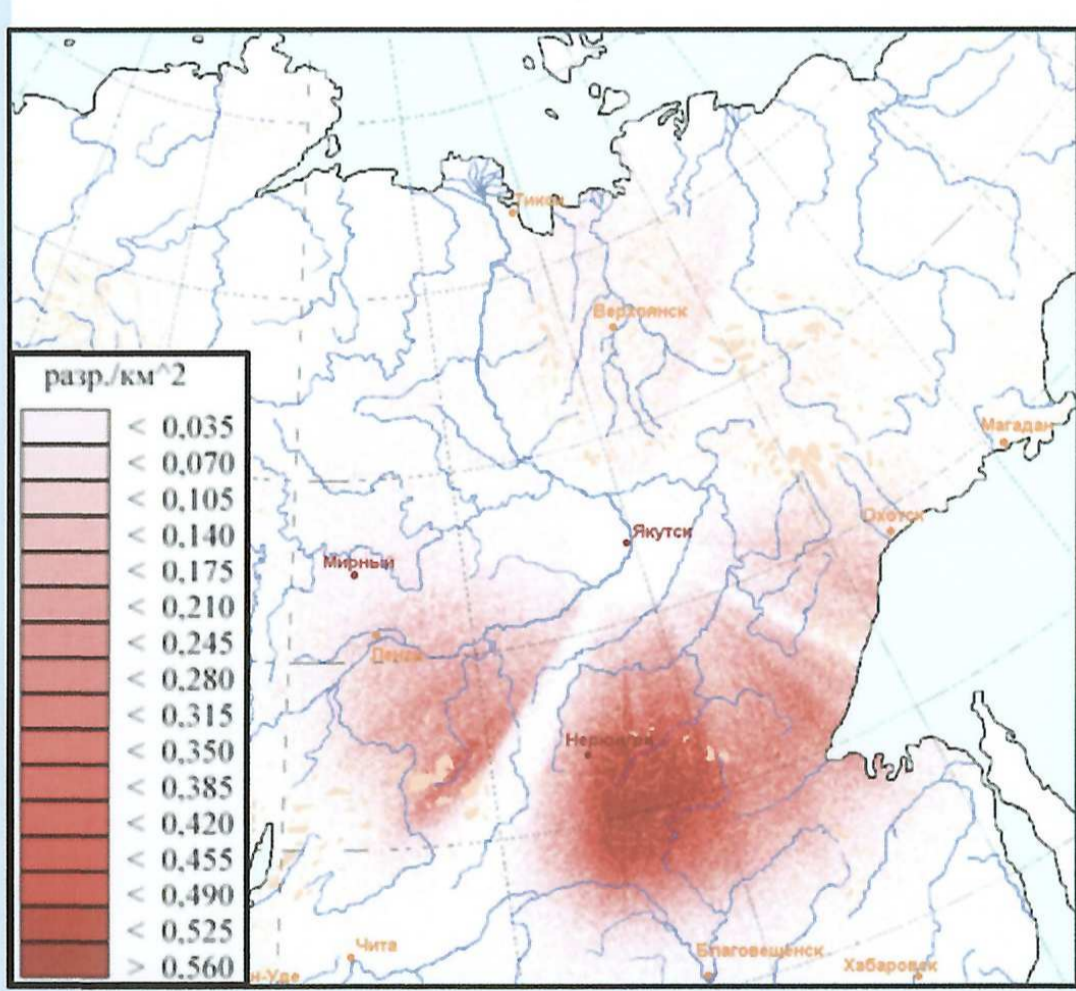 Тикси
Верхоянск
разр./км^2
< 0,035
< 0,070
< 0,105
< 0,140
< 0,175
< 0,210
< 0,245
< 0,280
< 0,315
< 0,350
< 0,385
< 0,420
< 0,455
< 0,490
< 0,525
> 0.560
Магадан
Охотск
Якутск
Мирный
Нерюнгри
Чита
Благовещенск
Хабаровск
н-Удe